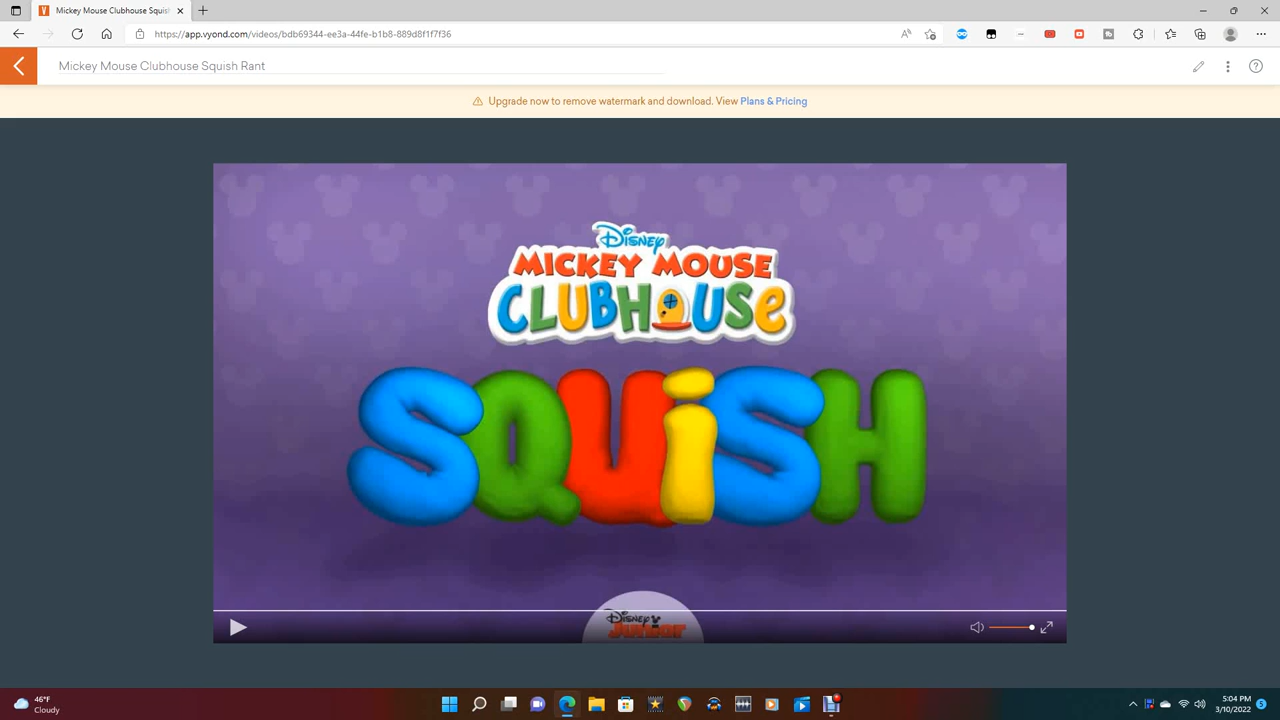 Mickey Mouse Clubhouse Squish
https://app.vyond.com/videos/bdb69344-ee3a-44fe-b1b8-889d8f1f7f36
Mickey Mouse Clubhouse Squish Rant
Upgrade now to remove watermark and download. View Plans & Pricing
Disney
MICKEY MOUSE
CLUBHOUSE
SQUiSH
Disney
Junior
46°F
Cloudy
5:04 PM
3/10/2022